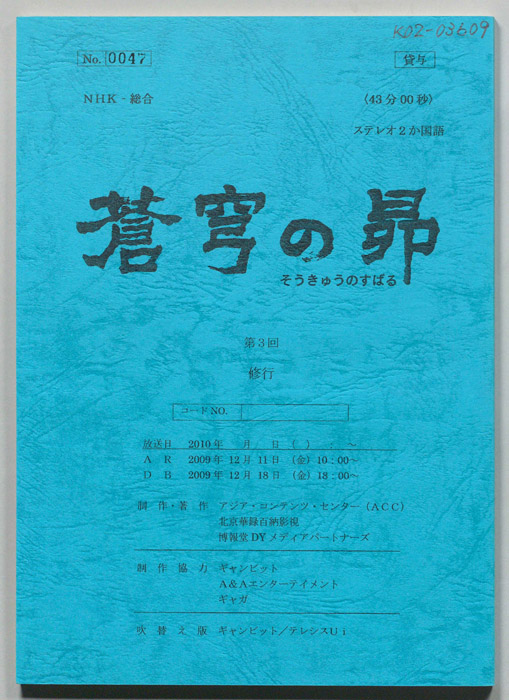 K02-03609
No. 0047 貸与
NHK-総合 〈43分00秒〉
ステレオ2か国語
蒼穹の昴
そうきゅうのすばる
第3回
修行
コードNO.
放送日 2010年 月 日 ( ) : ~
AR 2009年12月11日 (金) 10:00~
DB 2009年12月18日 (金) 18:00~
制作・著作 アジア・コンテンツ・センター(ACC)
北京華録百納影視
博報堂DYメディアパートナーズ
制作協力 ギャンビット
A&Aエンターテイメント
ギャガ
吹替え版 ギャンビット/テレシスUi